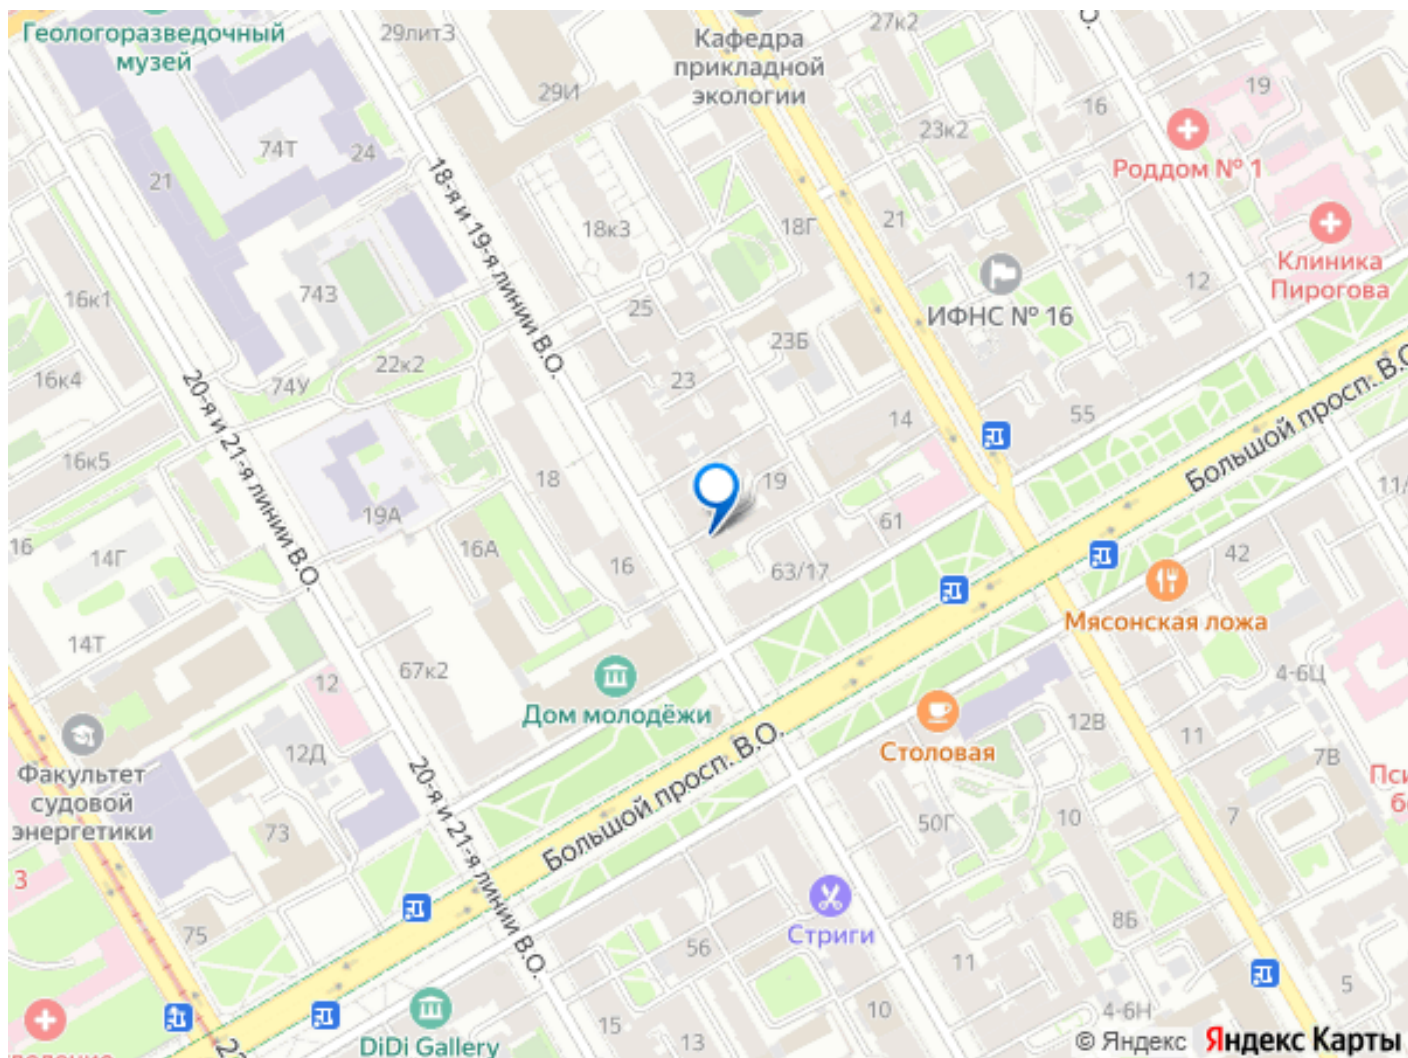 Геологоразведочный
музей
29лит3
Кафедра
прикладной
экологии
27к2
О.
29И
19
16
23к2
Роддом № 1
74Т
24
21
18-я и 19-я линии В.О.
18к3
18Г
21
Клиника
Пирогова
12
ИФНС № 16
743
16к1
25
23Б
22к2
16к4
74У
23
20-я и 21-я линии В.О.
14
55
Большой просп. В.О
16к5
18
19
11/
19А
61
16
14Г
16А
16
63/17
42
Мясонская ложа
14Т
67к2
12
Дом молодёжи
4-6Ц
Столовая
12В
11
7В
Большой просп. В.О.
12Д
Факультет
судовой
энергетики
20-я и 21-я линии В.О.
Пси
б
73
50Г
10
7
3
Стриги
8Б
75
56
11
5
10
4-6Н
15
13
DiDi Gallery
22
© Яндекс Яндекс Карты